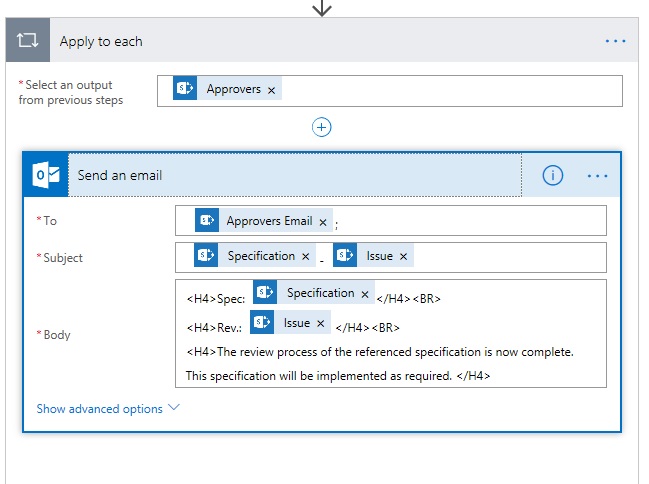 Apply to each
*Select an output
from previous steps
Approvers ×
Send an email
*To
Approvers Email × ;
*Subject
Specification × - Issue ×
*Body
<H4>Spec: Specification × </H4><BR>
<H4>Rev.: Issue × </H4><BR>
<H4>The review process of the referenced specification is now complete.
This specification will be implemented as required. </H4>
Show advanced options